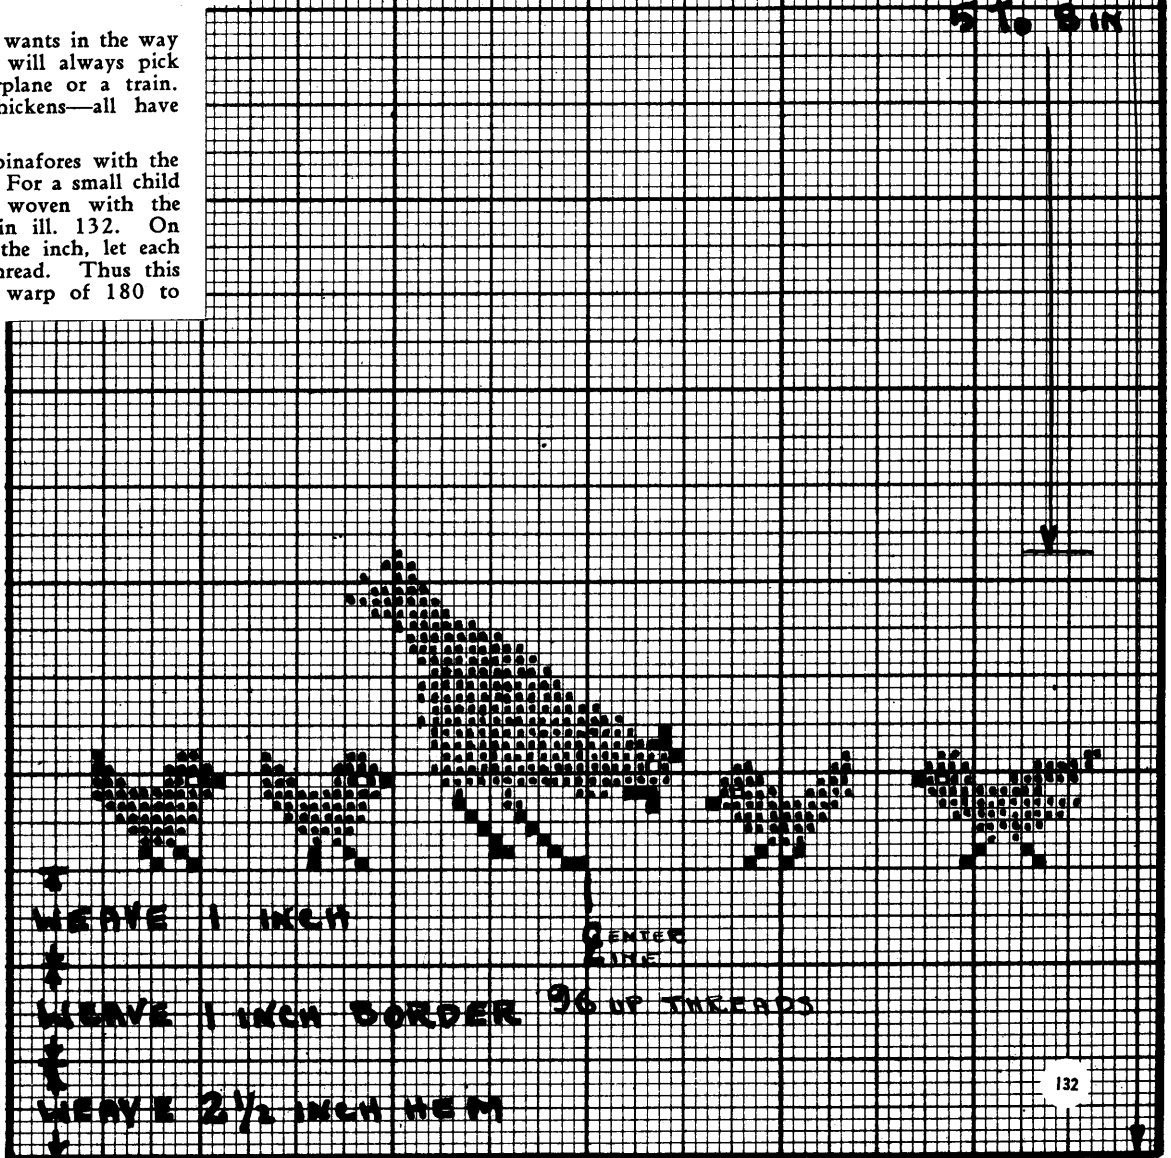 wants in the way
will always pick
rplane or a train.
hickens—all have
pinafores with the
For a small child
woven with the
in ill. 132. On
the inch, let each
hread. Thus this
warp of 180 to
5 To 8 IN
WEAVE 1 INCH
CENTER
LINE
WEAVE 1 INCH BORDER 96 UP THREADS
WEAVE 2 1/2 INCH HEM
132